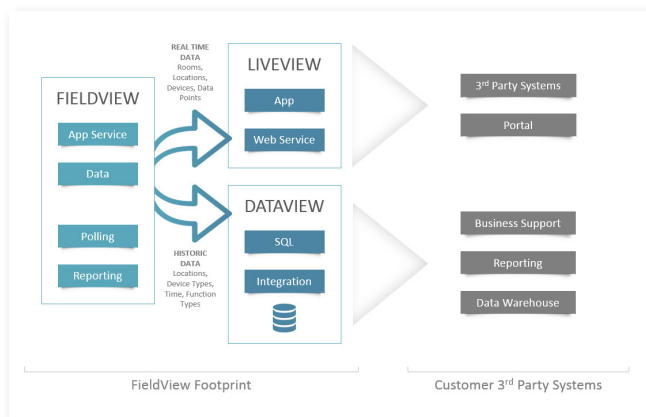 FIELDVIEW
App Service
Data
Polling
Reporting
REAL TIME
DATA
Rooms,
Locations,
Devices, Data
Points
HISTORIC
DATA
Locations,
Device Types,
Time, Function
Types
LIVEVIEW
App
Web Service
DATAVIEW
SQL
Integration
3rd Party Systems
Portal
Business Support
Reporting
Data Warehouse
FieldView Footprint
Customer 3rd Party Systems